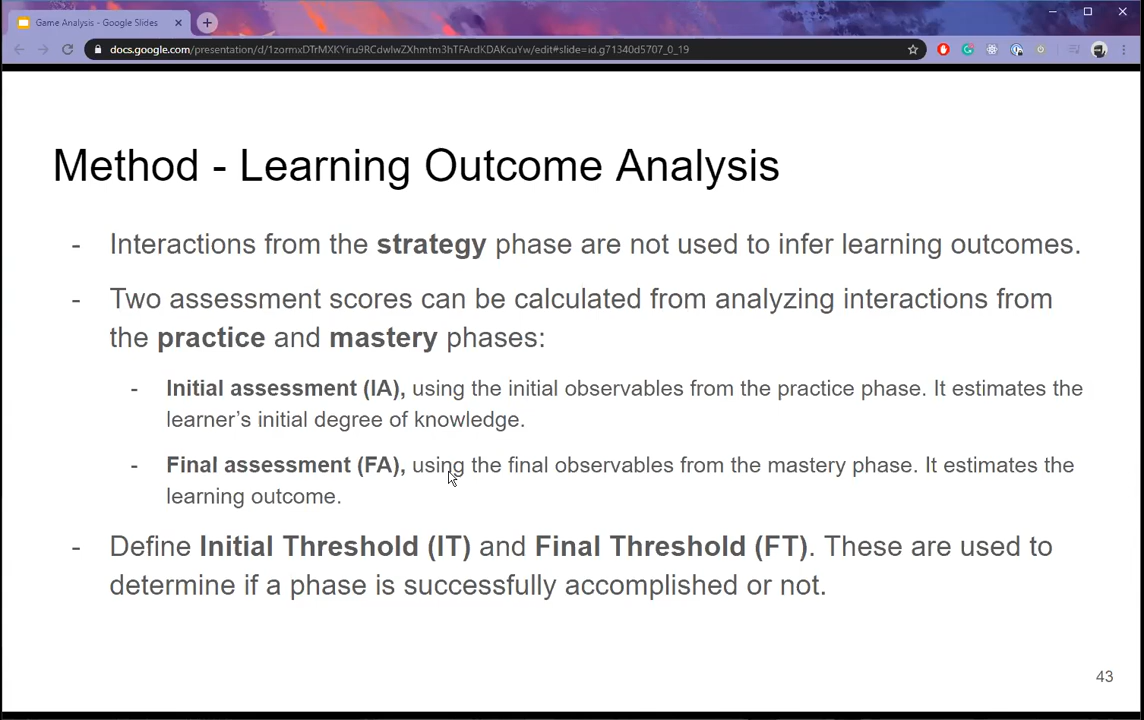 Game Analysis - Google Slides
docs.google.com/presentation/d/1zormxDTrMXKYiru9RCdwlwZXhmtm3hTFArdKDAKcuYw/edit#slide=id.g71340d5707_0_19
Method - Learning Outcome Analysis
- Interactions from the strategy phase are not used to infer learning outcomes.
- Two assessment scores can be calculated from analyzing interactions from
the practice and mastery phases:
- Initial assessment (IA), using the initial observables from the practice phase. It estimates the
learner's initial degree of knowledge.
- Final assessment (FA), using the final observables from the mastery phase. It estimates the
learning outcome.
- Define Initial Threshold (IT) and Final Threshold (FT). These are used to
determine if a phase is successfully accomplished or not.
43